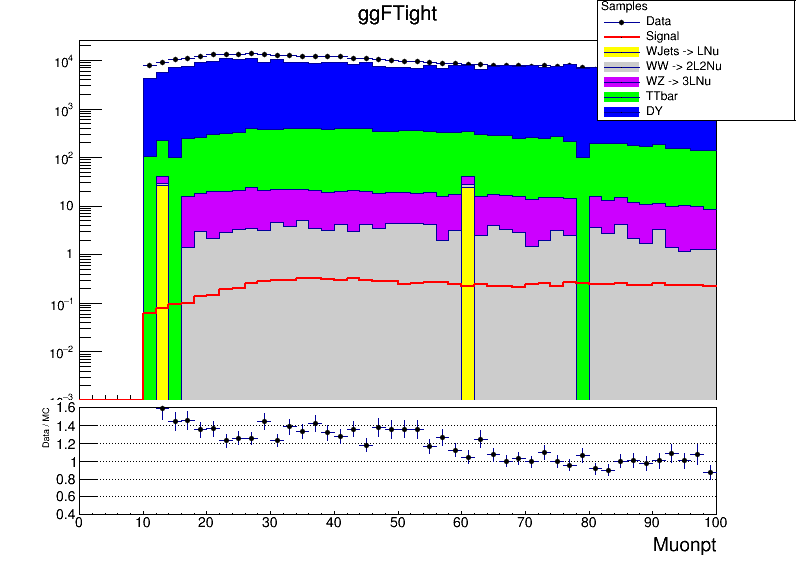 ggFTight
Samples
Data
Signal
WJets -> LNu
WW -> 2L2Nu
WZ -> 3LNu
TTbar
DY
10⁴
10³
10²
10
1
10⁻¹
10⁻²
10⁻³
Data / MC
1.6
1.4
1.2
1
0.8
0.6
0.4
0 10 20 30 40 50 60 70 80 90 100
Muonpt